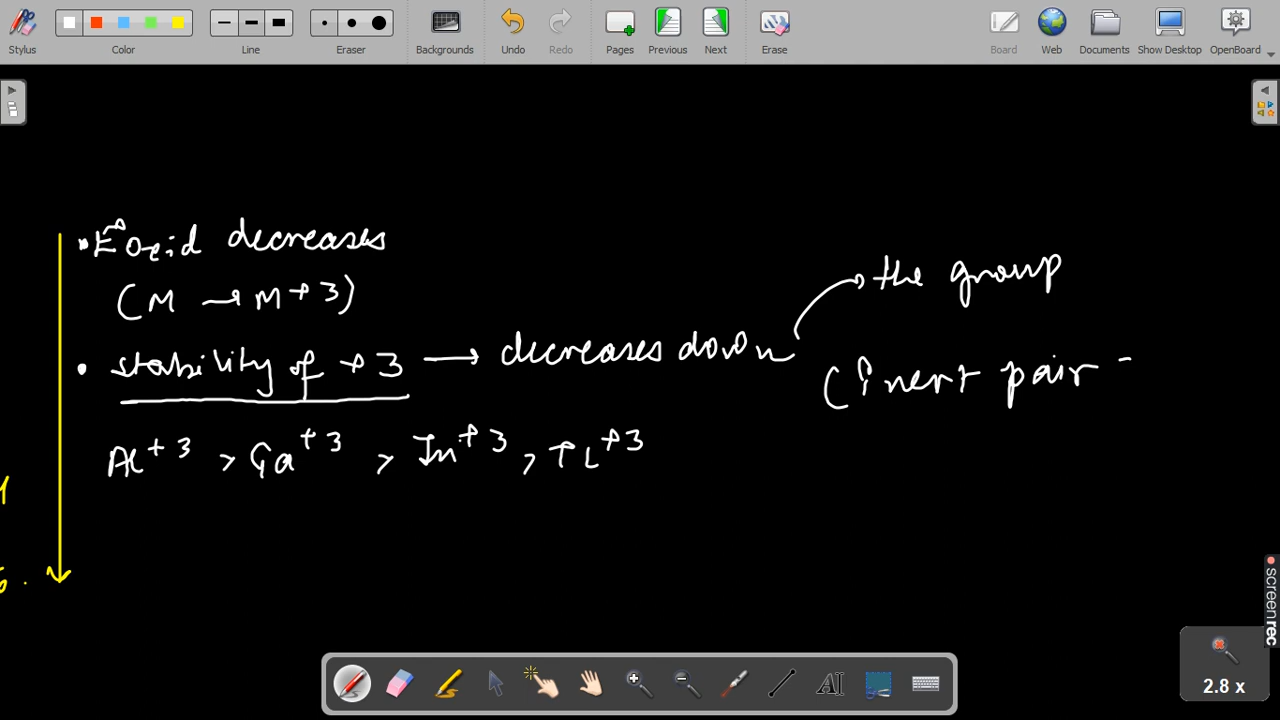 Stylus Color Line Eraser Backgrounds Undo Redo Pages Previous Next Erase Board Web Documents Show Desktop OpenBoard
• E°oxid decreases
(M → M+3)
the group
• stability of +3 → decreases down
(inert pair -
Al+3 > Ga+3 > In+3 > TL+3
screenrec
2.8 x